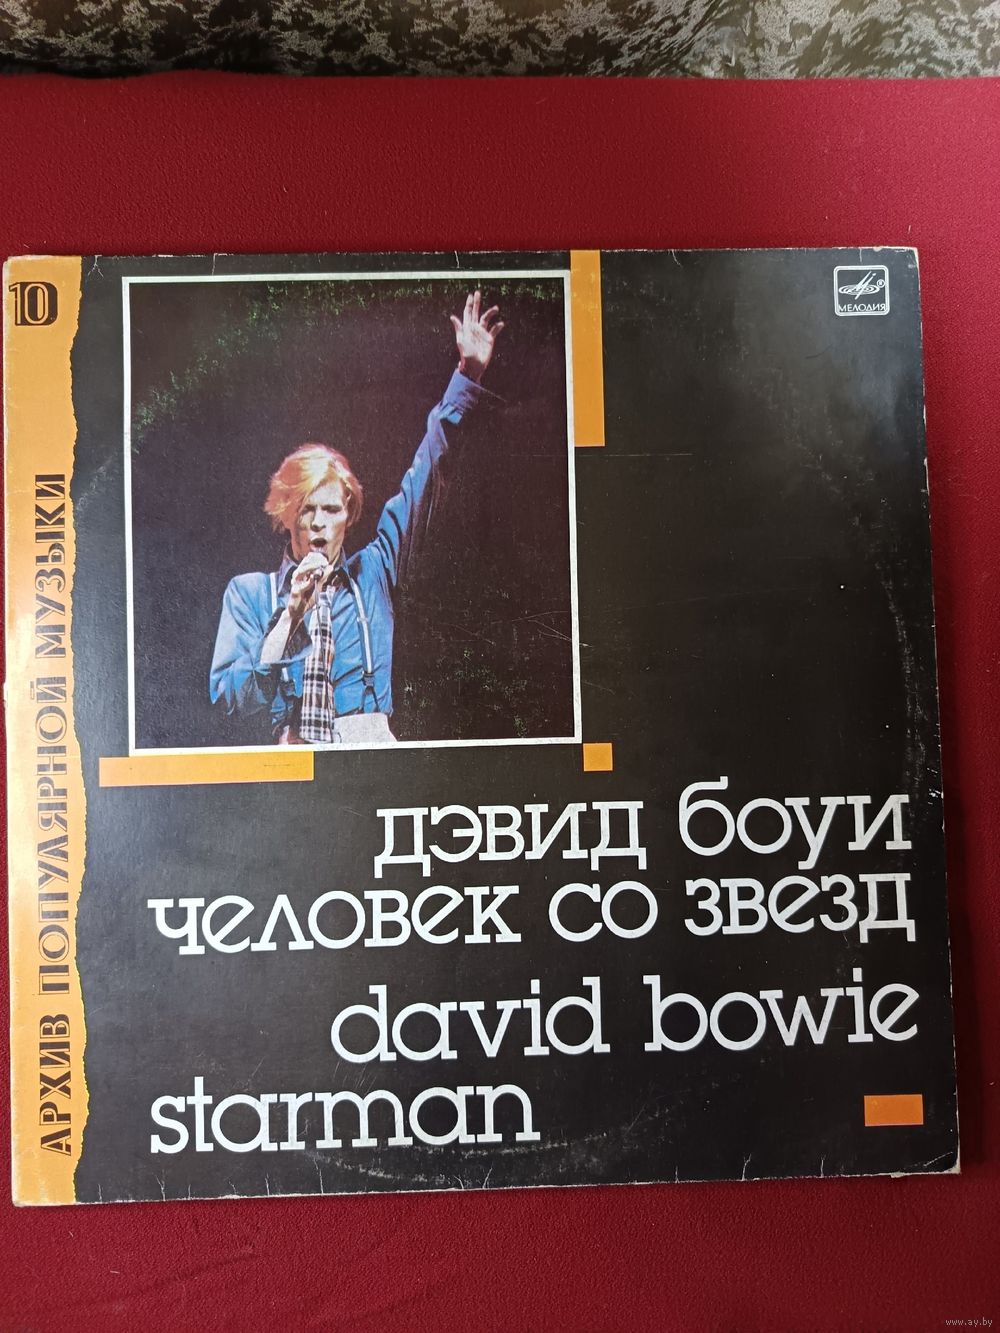 10
АРХИВ ПОПУЛЯРНОЙ МУЗЫКИ
МЕЛОДИЯ
дэвид боуи
человек со звезд
david bowie
starman
www.ay.by